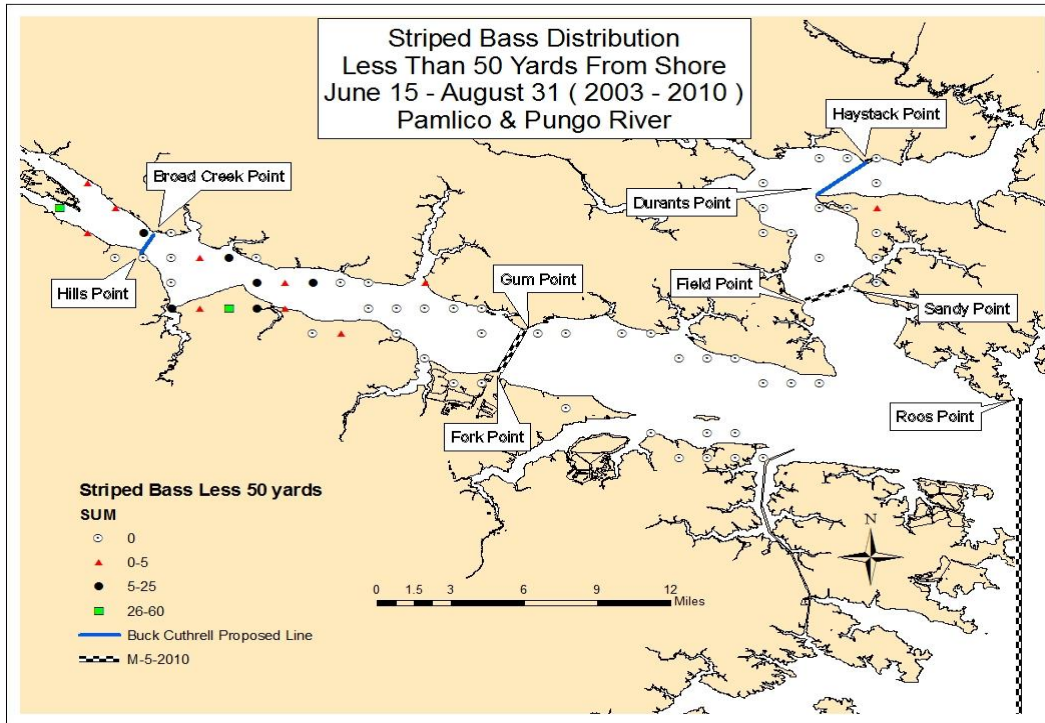 Striped Bass Distribution
Less Than 50 Yards From Shore
June 15 - August 31 ( 2003 - 2010 )
Pamlico & Pungo River
Haystack Point
Broad Creek Point
Durants Point
Gum Point
Field Point
Hills Point
Sandy Point
Roos Point
Fork Point
Striped Bass Less 50 yards
SUM
0
0-5
5-25
26-60
Buck Cuthrell Proposed Line
M-5-2010
N
0 1.5 3 6 9 12
Miles